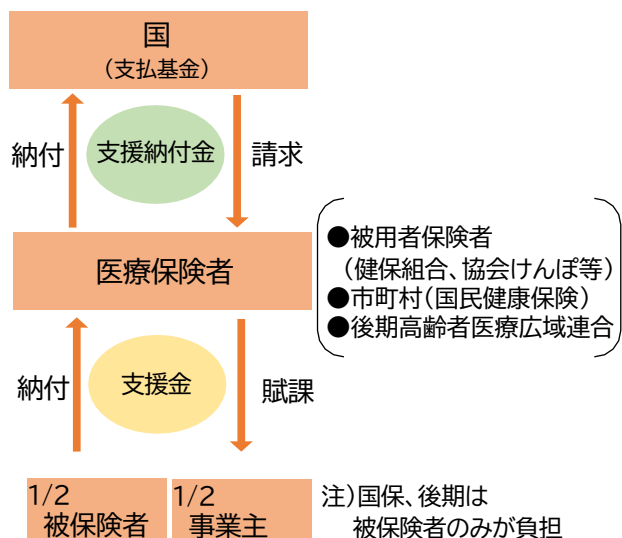 国
（支払基金）
納付
支援納付金
請求
医療保険者
●被用者保険者
（健保組合、協会けんぽ等）
●市町村（国民健康保険）
●後期高齢者医療広域連合
納付
支援金
賦課
1/2
被保険者
1/2
事業主
注）国保、後期は
被保険者のみが負担